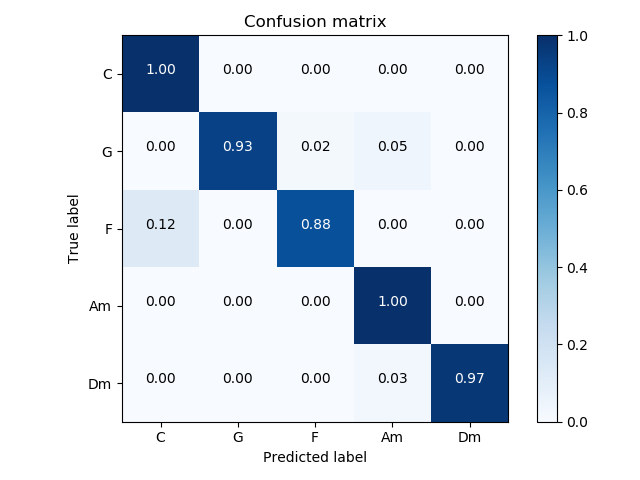 Confusion matrix
C 1.00 0.00 0.00 0.00 0.00
G 0.00 0.93 0.02 0.05 0.00
F 0.12 0.00 0.88 0.00 0.00
Am 0.00 0.00 0.00 1.00 0.00
Dm 0.00 0.00 0.00 0.03 0.97
C G F Am Dm
Predicted label
True label
1.0
0.8
0.6
0.4
0.2
0.0